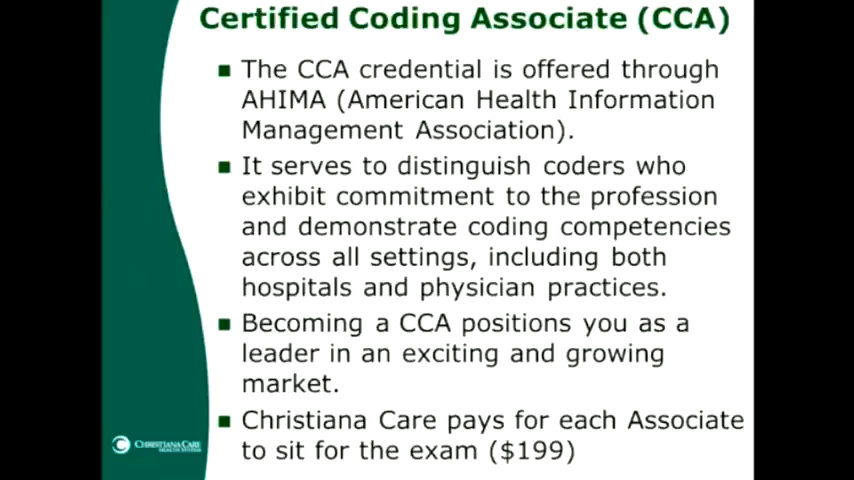 Certified Coding Associate (CCA)
■ The CCA credential is offered through
AHIMA (American Health Information
Management Association).
■ It serves to distinguish coders who
exhibit commitment to the profession
and demonstrate coding competencies
across all settings, including both
hospitals and physician practices.
■ Becoming a CCA positions you as a
leader in an exciting and growing
market.
■ Christiana Care pays for each Associate
to sit for the exam ($199)
CHRISTIANA CARE
HEALTH SYSTEM